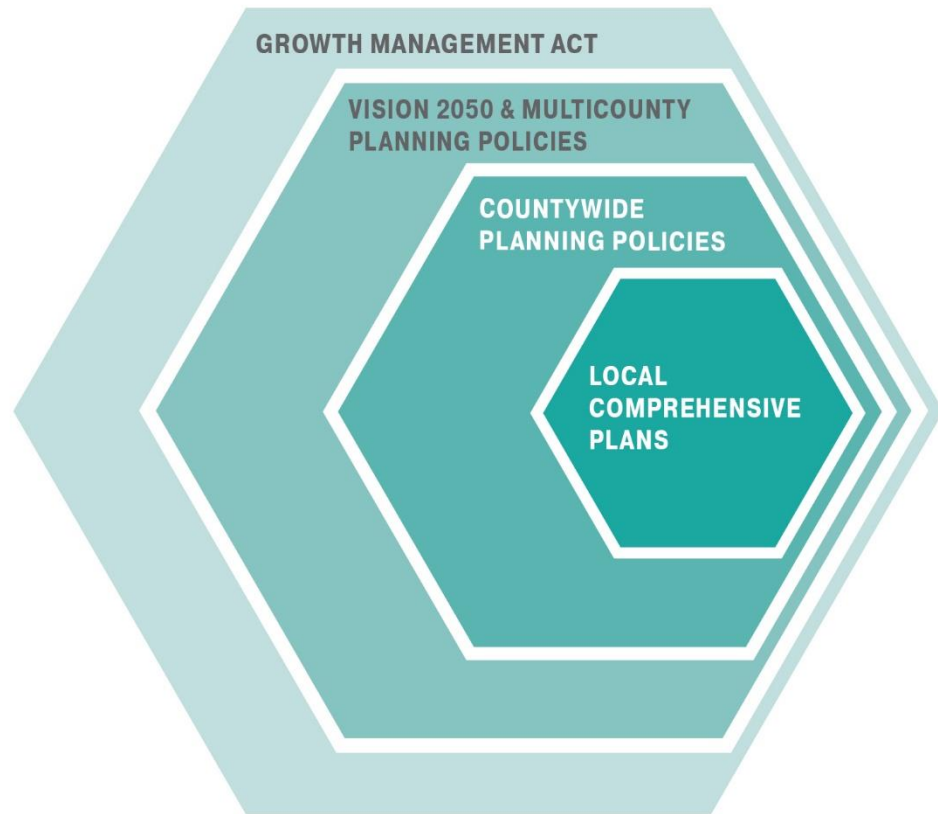 GROWTH MANAGEMENT ACT
VISION 2050 & MULTICOUNTY
PLANNING POLICIES
COUNTYWIDE
PLANNING POLICIES
LOCAL
COMPREHENSIVE
PLANS